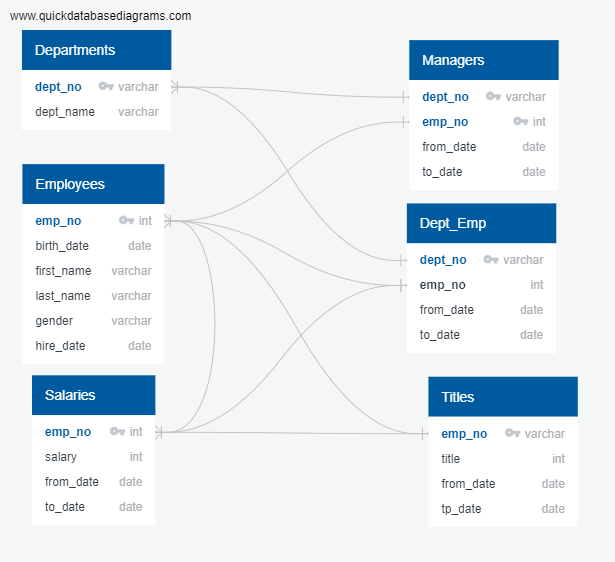 www.quickdatabasediagrams.com
Departments
dept_no varchar
dept_name varchar
Employees
emp_no int
birth_date date
first_name varchar
last_name varchar
gender varchar
hire_date date
Salaries
emp_no int
salary int
from_date date
to_date date
Managers
dept_no varchar
emp_no int
from_date date
to_date date
Dept_Emp
dept_no varchar
emp_no int
from_date date
to_date date
Titles
emp_no varchar
title int
from_date date
tp_date date